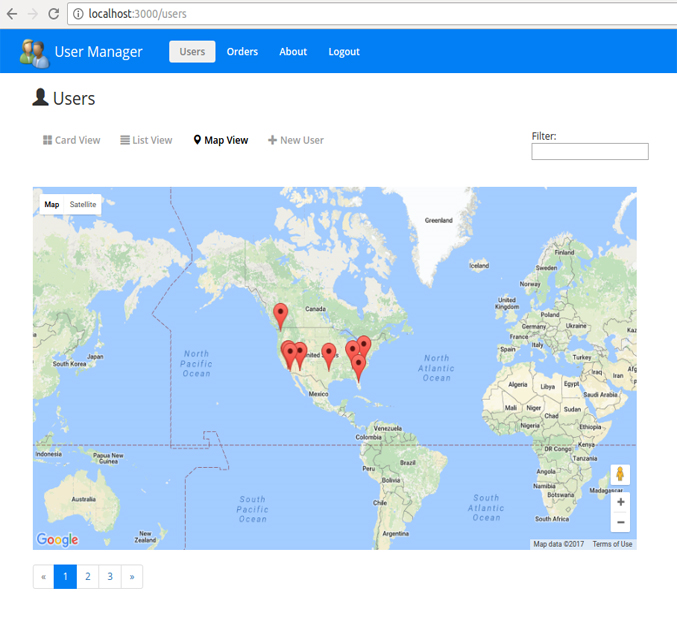 localhost:3000/users
User Manager
Users
Orders
About
Logout
Users
Card View
List View
Map View
New User
Filter:
Map
Satellite
Greenland
Iceland
Finland
Sweden
Norway
Canada
United Kingdom
Poland
Germany
Ukraine
France
Kaz
Italy
Spain
Turkey
Japan
South Korea
North Pacific Ocean
United
North Atlantic Ocean
Iraq
Iran
Af
Algeria
Libya
Egypt
Saudi Arabia
Mexico
Mali
Niger
Chad
Sudan
Nigeria
Ethiopia
Venezuela
Colombia
Kenya
Indonesia
Papua New Guinea
DR Congo
Tanzania
Peru
Brazil
Angola
Bolivia
Namibia
Botswana
Madagascar
Australia
South Pacific Ocean
Chile
South Atlantic Ocean
South Africa
New Zealand
Argentina
+
−
Google
Map data ©2017
Terms of Use
«
1
2
3
»